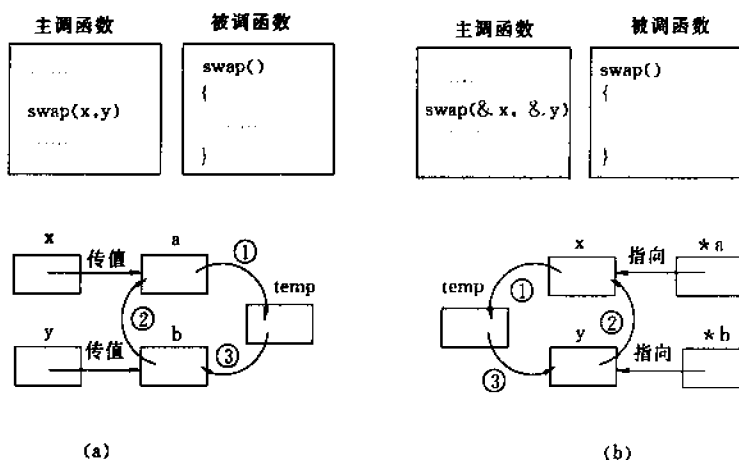 主调函数
被调函数
.....
swap(x,y)
.....
swap()
{
.....
}
主调函数
被调函数
....
swap(&x, &y)
....
swap()
{
}
x
传值
a
①
temp
②
y
传值
b
③
(a)
x
指向
*a
temp
①
②
y
指向
*b
③
(b)